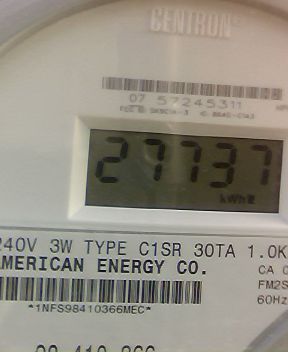 CENTRON
07 57245311
27737
kWh
240V 3W TYPE C1SR 30TA 1.0K
AMERICAN ENERGY CO.
CA 0
FM2S
60Hz
*1NFS98410366MEC*